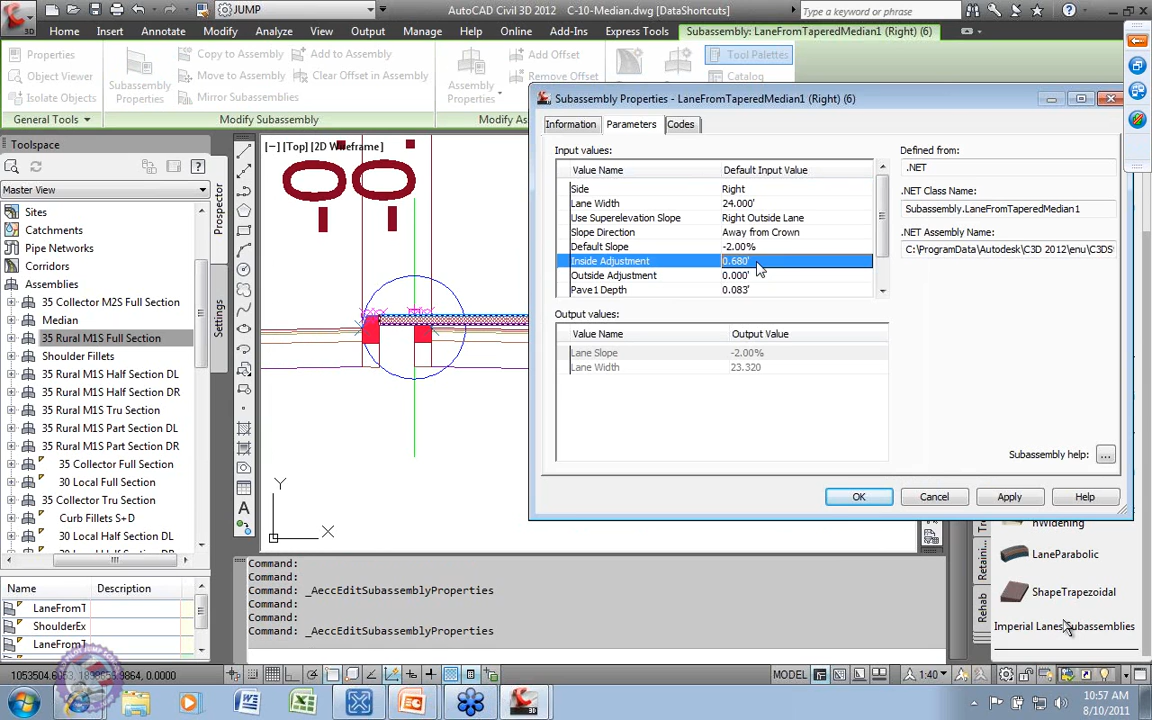 JUMP
AutoCAD Civil 3D 2012 C-10-Median.dwg [DataShortcuts]
Type a keyword or phrase
Home Insert Annotate Modify Analyze View Output Manage Help Online Add-Ins Express Tools Subassembly: LaneFromTaperedMedian1 (Right) (6)
Properties
Object Viewer
Isolate Objects
General Tools
Subassembly Properties
Copy to Assembly
Move to Assembly
Mirror Subassemblies
Add to Assembly
Clear Offset in Assembly
Modify Subassembly
Assembly Properties
Add Offset
Remove Offset
Modify As
Tool Palettes
Catalog
Toolspace
Master View
Sites
Catchments
Pipe Networks
Corridors
Assemblies
35 Collector M2S Full Section
Median
35 Rural M1S Full Section
Shoulder Fillets
35 Rural M1S Half Section DL
35 Rural M1S Half Section DR
35 Rural M1S Tru Section
35 Rural M1S Part Section DL
35 Rural M1S Part Section DR
35 Collector Full Section
30 Local Full Section
35 Collector Tru Section
Curb Fillets S+D
30 Local Half Section DL
30 Local Half Section DR
Prospector
Settings
Name Description
LaneFromT
ShoulderEx
LaneFromT
[−] [Top] [2D Wireframe]
Y
X
Subassembly Properties - LaneFromTaperedMedian1 (Right) (6)
Information Parameters Codes
Input values:
Value Name Default Input Value
Side Right
Lane Width 24.000'
Use Superelevation Slope Right Outside Lane
Slope Direction Away from Crown
Default Slope -2.00%
Inside Adjustment 0.680'
Outside Adjustment 0.000'
Pave1 Depth 0.083'
Output values:
Value Name Output Value
Lane Slope -2.00%
Lane Width 23.320
Defined from:
.NET
.NET Class Name:
Subassembly.LaneFromTaperedMedian1
.NET Assembly Name:
C:\ProgramData\Autodesk\C3D 2012\enu\C3DS
Subassembly help: ...
OK Cancel Apply Help
nWidening
LaneParabolic
ShapeTrapezoidal
Imperial Lanes Subassemblies
Retaini
Rehab
Command:
Command:
Command: _AeccEditSubassemblyProperties
Command:
Command:
Command: _AeccEditSubassemblyProperties
MODEL
1:40
10:57 AM
8/10/2011